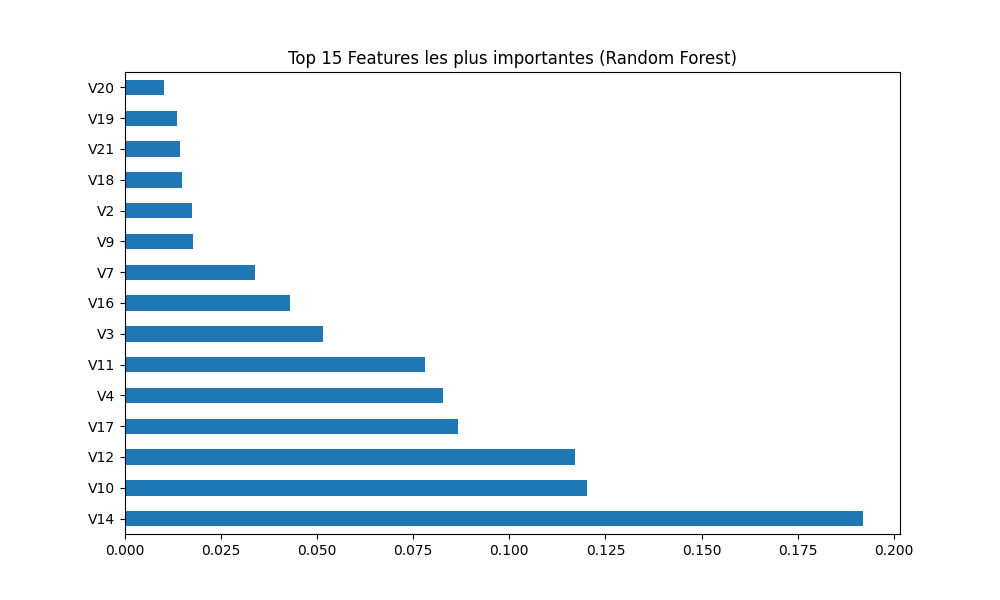 Top 15 Features les plus importantes (Random Forest)
V20
V19
V21
V18
V2
V9
V7
V16
V3
V11
V4
V17
V12
V10
V14
0.000 0.025 0.050 0.075 0.100 0.125 0.150 0.175 0.200